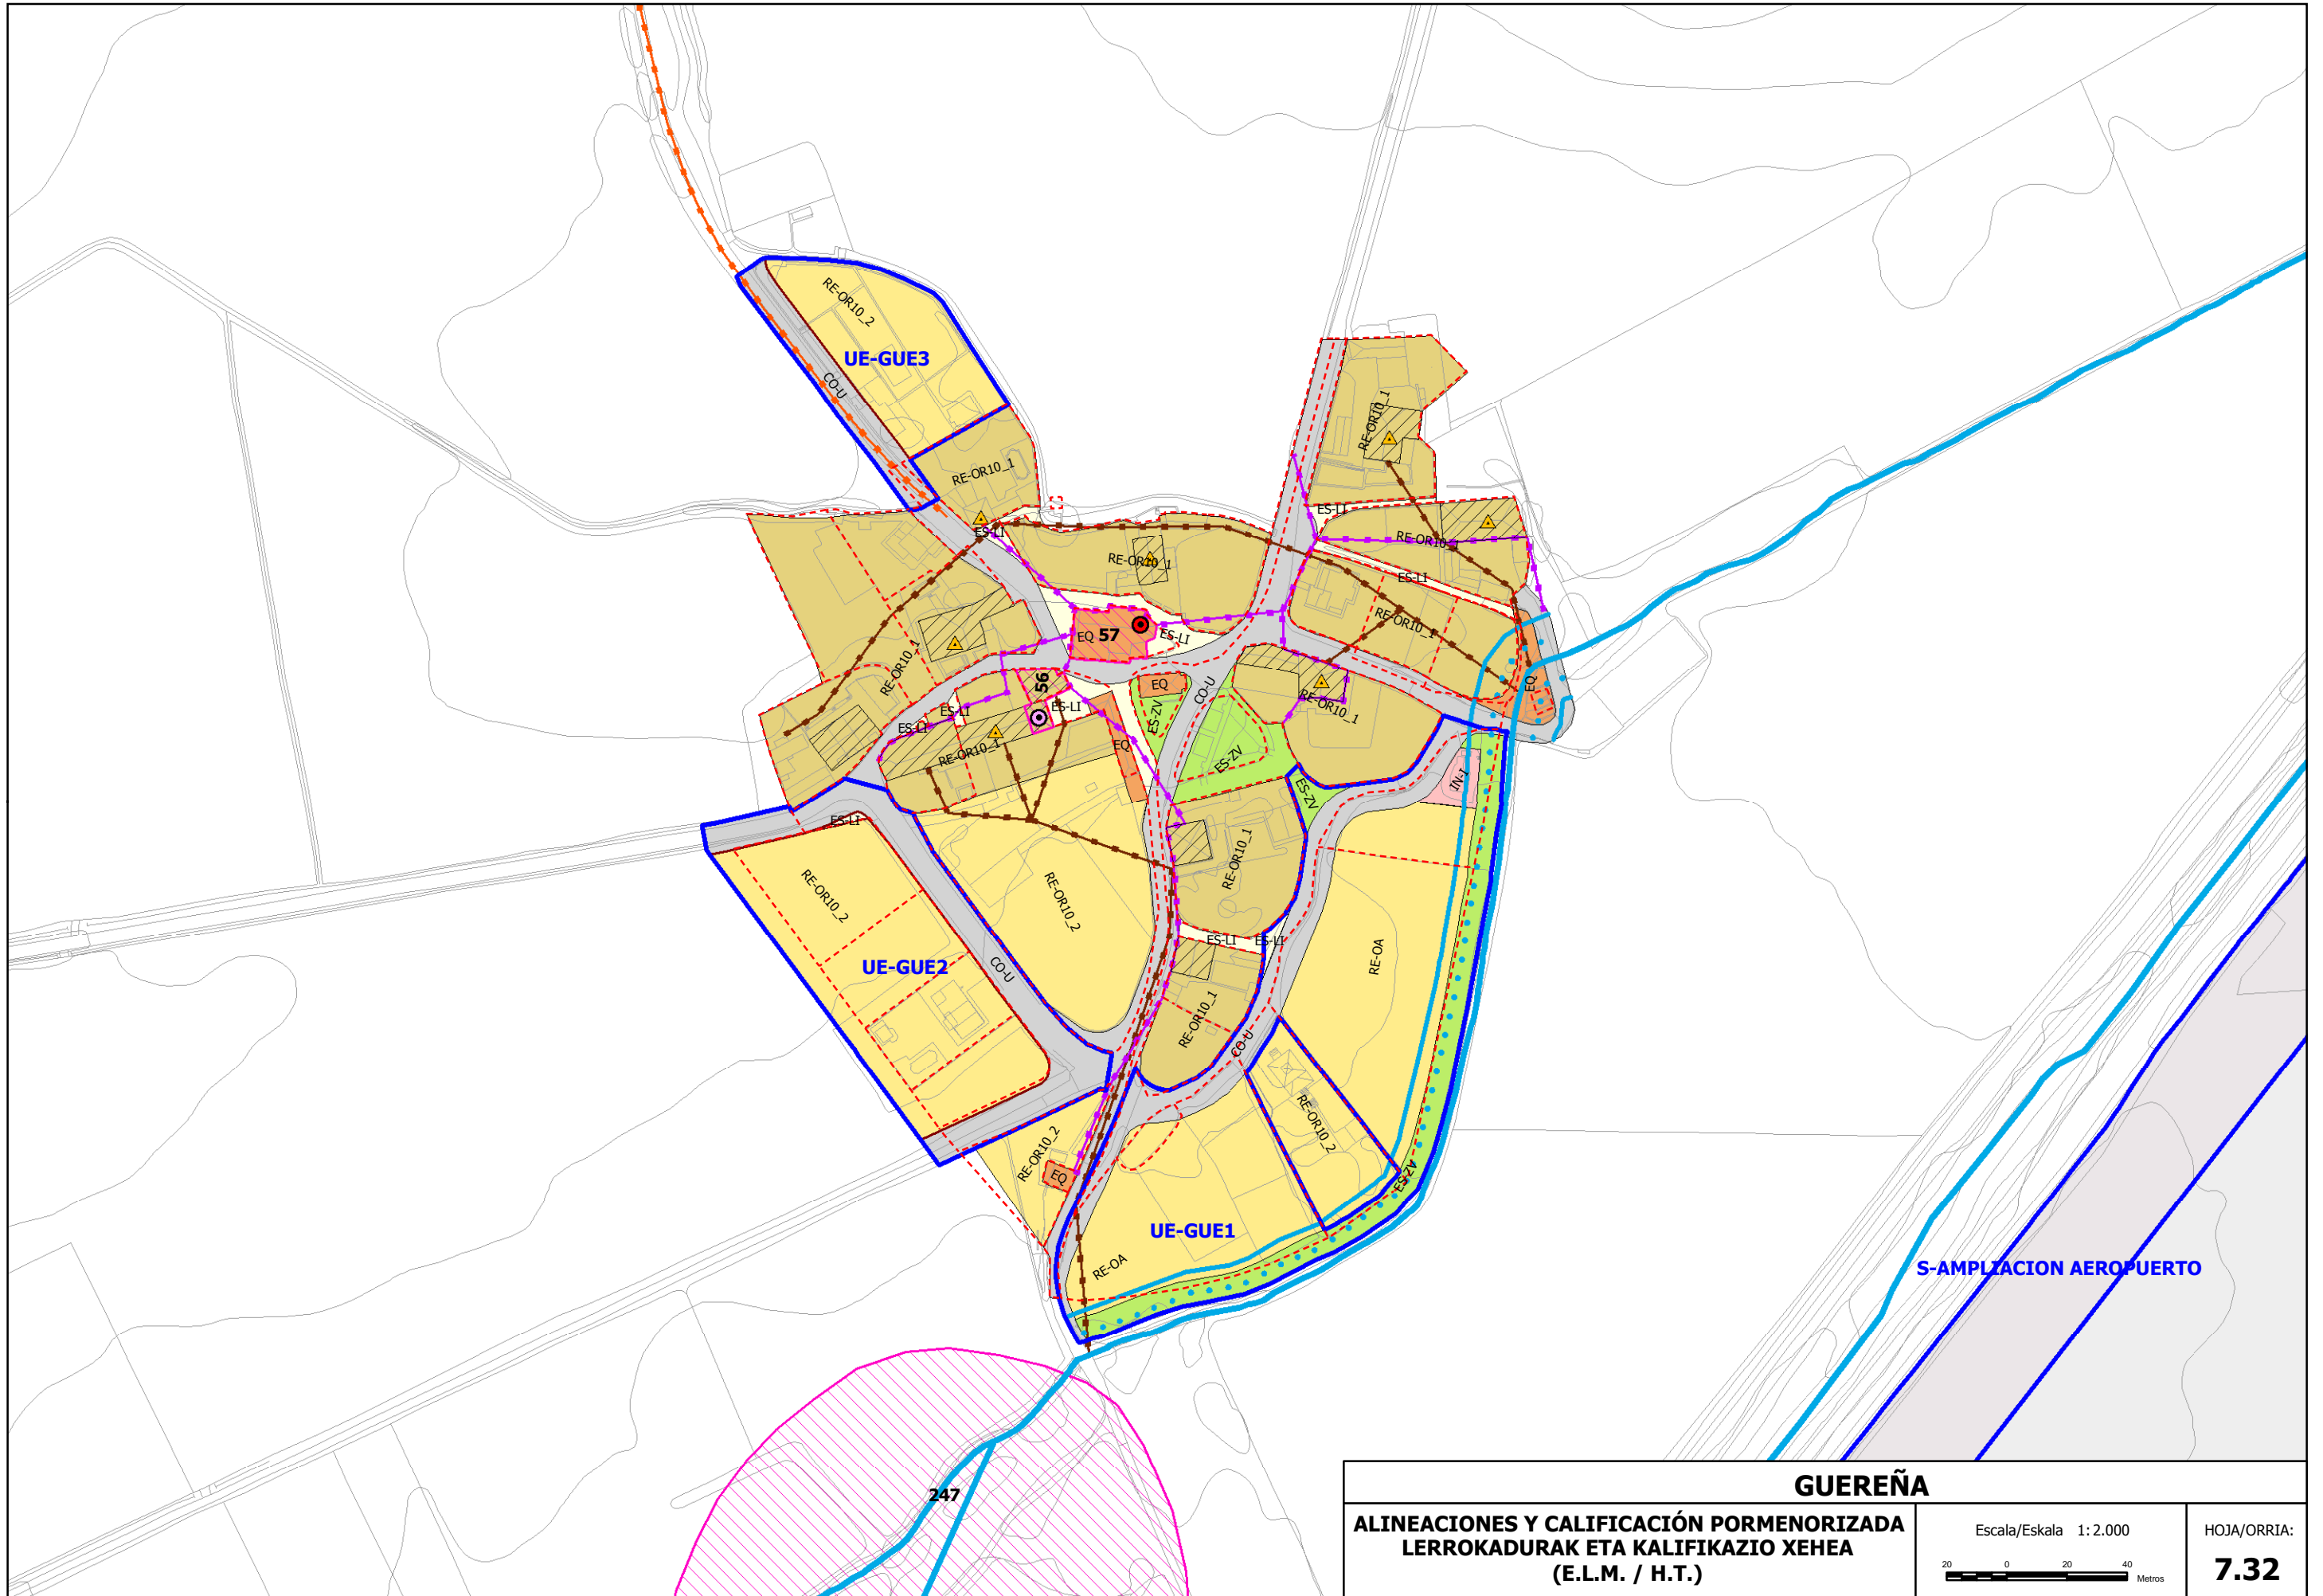 RE-OR10_2
UE-GUE3
CO-U
RE-OR10_1
RE-OR10_1
ES-LI
ES-LI
RE-OR10_1
RE-OR10_1
ES-LI
RE-OR10_1
EQ 57
ES-LI
RE-OR10_1
56
EQ
CO-U
EQ
RE-OR10_1
ES-LI
ES-LI
ES-LI
ES-ZV
EQ
RE-OR10_1
ES-ZV
ES-ZV
IN-I
ES-LI
RE-OR10_2
RE-OR10_2
RE-OR10_1
UE-GUE2
CO-U
ES-LI
ES-LI
RE-OA
RE-OR10_1
CO-U
RE-OR10_2
RE-OR10_2
EQ
ES-ZV
UE-GUE1
RE-OA
S-AMPLIACION AEROPUERTO
247
GUEREÑA
ALINEACIONES Y CALIFICACIÓN PORMENORIZADA
LERROKADURAK ETA KALIFIKAZIO XEHEA
(E.L.M. / H.T.)
Escala/Eskala 1:2.000
20 0 20 40
Metros
HOJA/ORRIA:
7.32